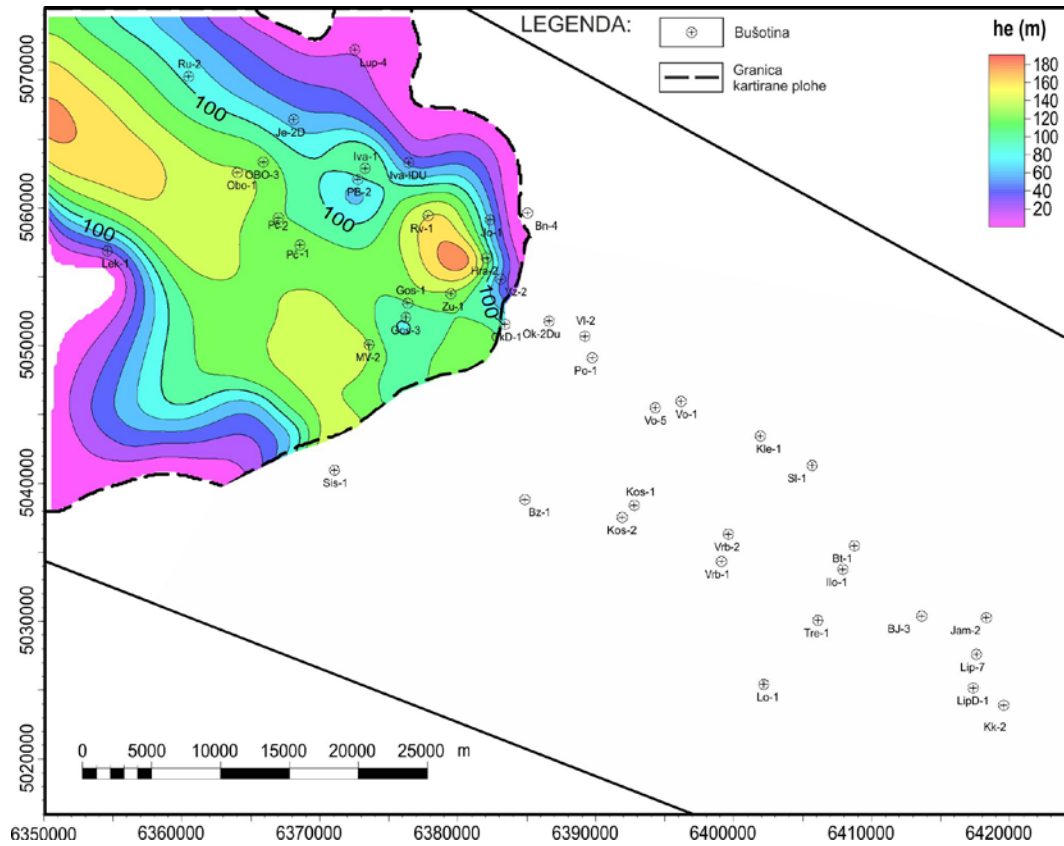 LEGENDA:
Bušotina
Granica
kartirane plohe
he (m)
180
160
140
120
100
80
60
40
20
5070000
5060000
5050000
5040000
5030000
5020000
Lup-4
Ru-2
100
Je-2D
Iva-1
Iva-IDU
OBO-3
Obo-1
PB-2
100
Rv-1
Jo-1
Bn-4
Pc-2
100
Pc-1
Lek-1
Hra-2
Vz-2
100
Gos-1
Zu-1
Gos-3
OkD-1
Ok-2Du
Vl-2
MV-2
Po-1
Vo-5
Vo-1
Kle-1
Sl-1
Sis-1
Bz-1
Kos-1
Kos-2
Vrb-2
Vrb-1
Bt-1
Ilo-1
Tre-1
BJ-3
Jam-2
Lip-7
Lo-1
LipD-1
Kk-2
0 5000 10000 15000 20000 25000 m
6350000 6360000 6370000 6380000 6390000 6400000 6410000 6420000